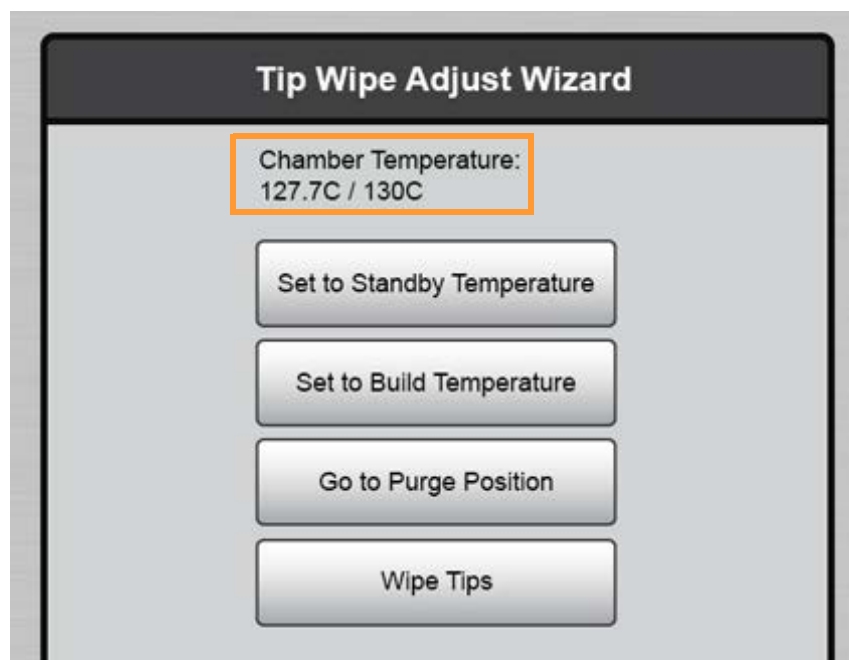 Tip Wipe Adjust Wizard
Chamber Temperature:
127.7C / 130C
Set to Standby Temperature
Set to Build Temperature
Go to Purge Position
Wipe Tips